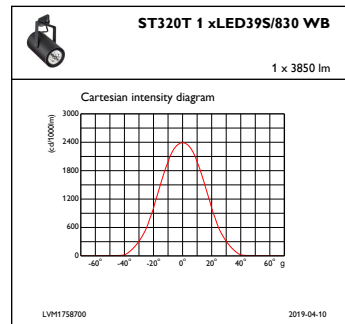 ST320T 1 xLED39S/830 WB
1 x 3850 lm
Cartesian intensity diagram
(cd/1000lm)
3000
2400
1800
1200
600
0
-60° -40° -20° 0° 20° 40° 60° g
LVM1758700 2019-04-10